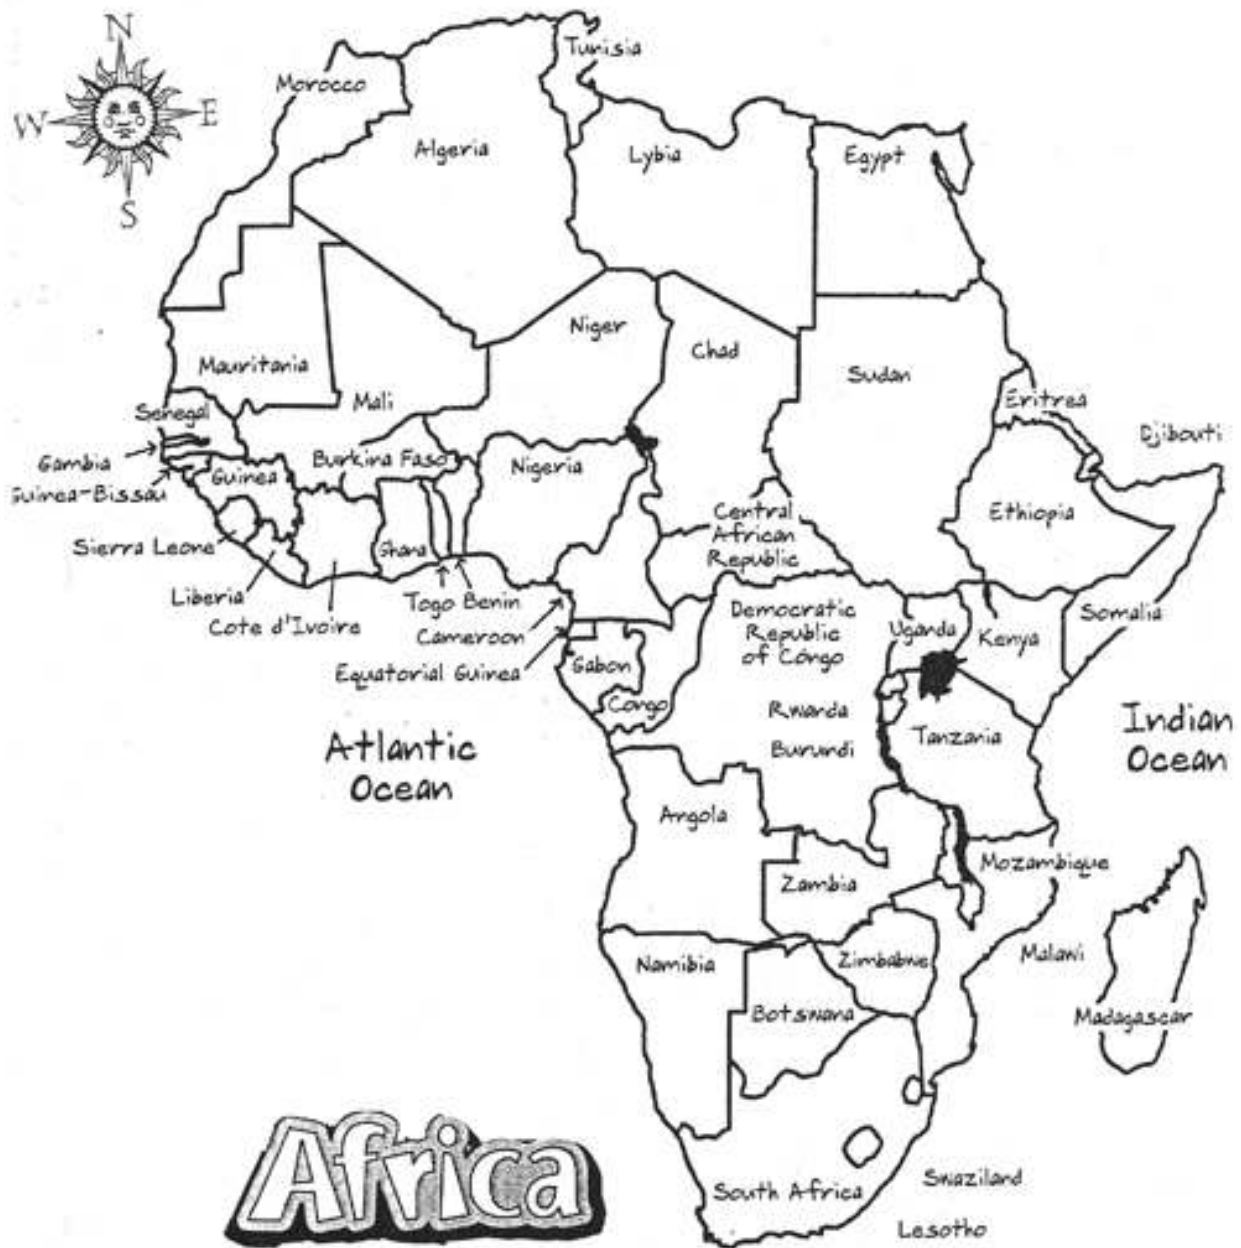 N
W
E
S
Tunisia
Morocco
Algeria
Lybia
Egypt
Niger
Chad
Mauritania
Mali
Sudan
Senegal
Eritrea
Djibouti
Gambia
Burkina Faso
Nigeria
Guinea
Guinea-Bissau
Ethiopia
Central
African
Republic
Sierra Leone
Ghana
Liberia
Togo Benin
Cote d'Ivoire
Cameroon
Democratic
Republic
of Congo
Uganda
Kenya
Somalia
Equatorial Guinea
Gabon
Congo
Rwanda
Burundi
Tanzania
Atlantic
Ocean
Indian
Ocean
Angola
Zambia
Mozambique
Malawi
Namibia
Zimbabwe
Botswana
Madagascar
Africa
South Africa
Swaziland
Lesotho